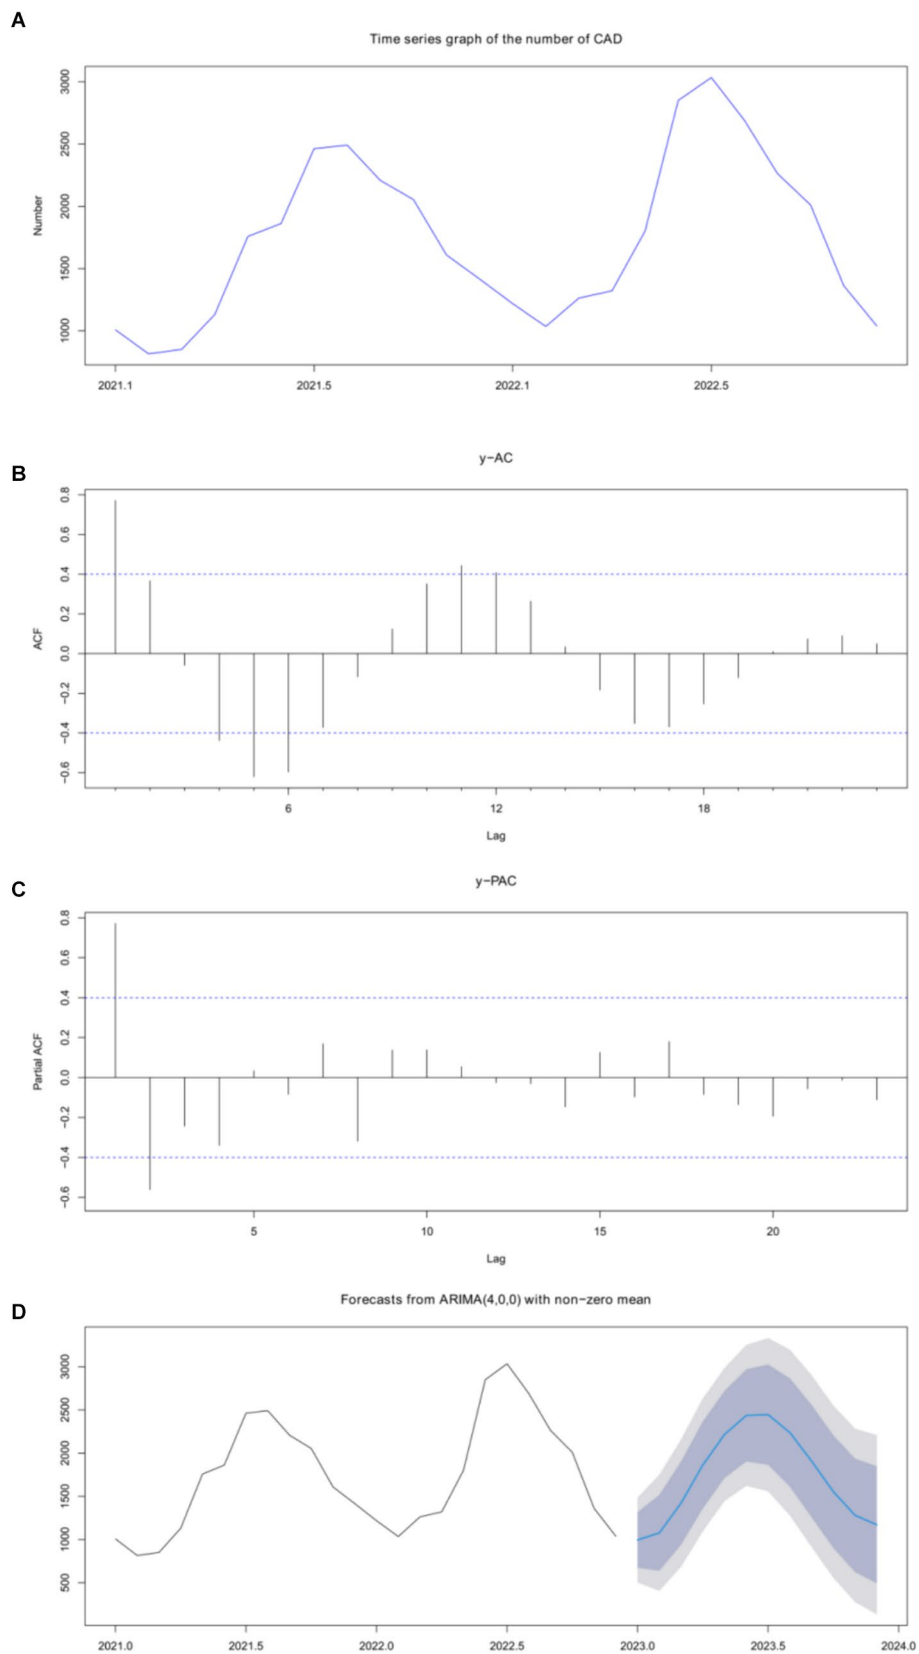 A
Time series graph of the number of CAD
3000
2500
2000
1500
1000
Number
2021.1 2021.5 2022.1 2022.5
B
y−AC
0.8
0.6
0.4
0.2
0.0
−0.2
−0.4
−0.6
ACF
6 12 18
Lag
C
y−PAC
0.8
0.6
0.4
0.2
0.0
−0.2
−0.4
−0.6
Partial ACF
5 10 15 20
Lag
D
Forecasts from ARIMA(4,0,0) with non−zero mean
3000
2500
2000
1500
1000
500
2021.0 2021.5 2022.0 2022.5 2023.0 2023.5 2024.0